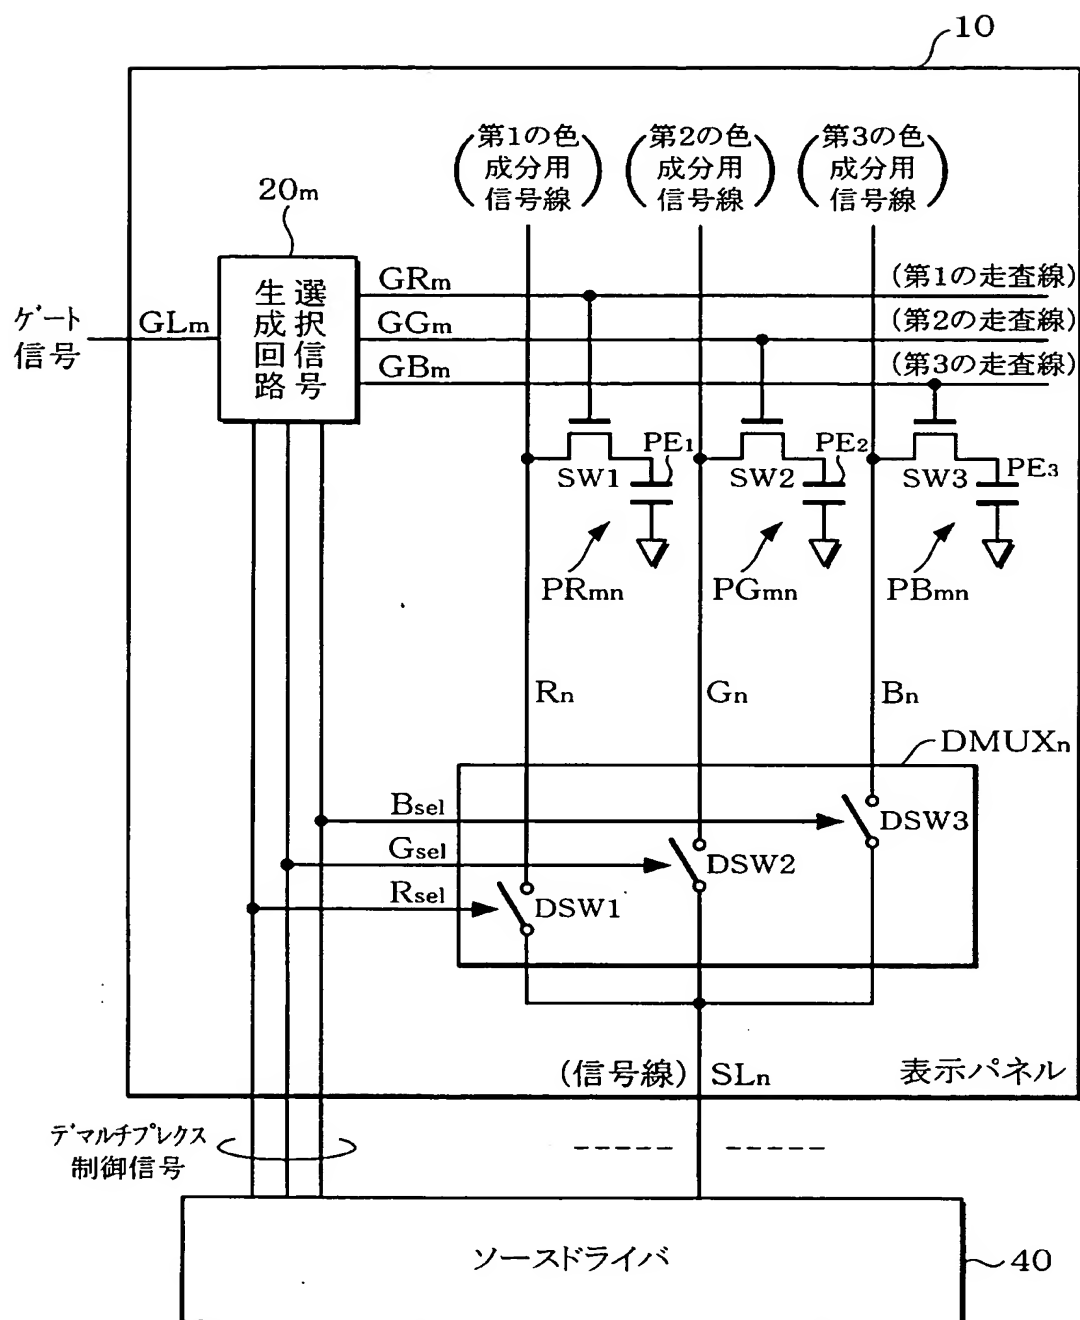 10
(第1の色
成分用
信号線)
(第2の色
成分用
信号線)
(第3の色
成分用
信号線)
20m
選択信号
生成回路
ゲート
信号
GLm
GRm
(第1の走査線)
GGm
(第2の走査線)
GBm
(第3の走査線)
SW1
PE1
SW2
PE2
SW3
PE3
PRmn
PGmn
PBmn
Rn
Gn
Bn
DMUXn
Bsel
DSW3
Gsel
DSW2
Rsel
DSW1
(信号線) SLn
表示パネル
デマルチプレクス
制御信号
ソースドライバ
40